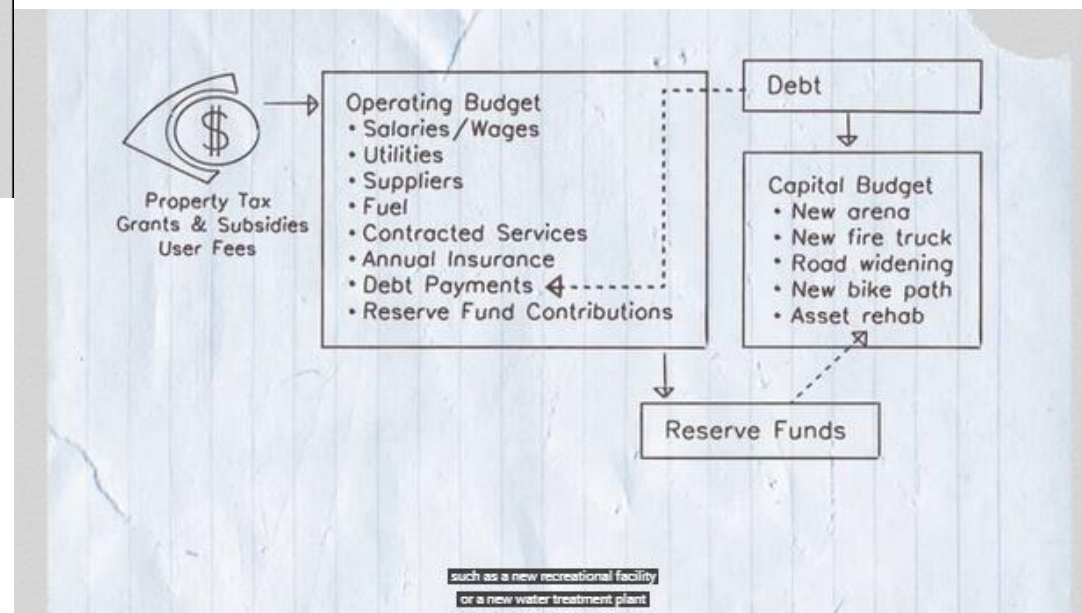 $
Property Tax
Grants & Subsidies
User Fees
Operating Budget
• Salaries/Wages
• Utilities
• Suppliers
• Fuel
• Contracted Services
• Annual Insurance
• Debt Payments
• Reserve Fund Contributions
Debt
Capital Budget
• New arena
• New fire truck
• Road widening
• New bike path
• Asset rehab
Reserve Funds
such as a new recreational facility
or a new water treatment plant